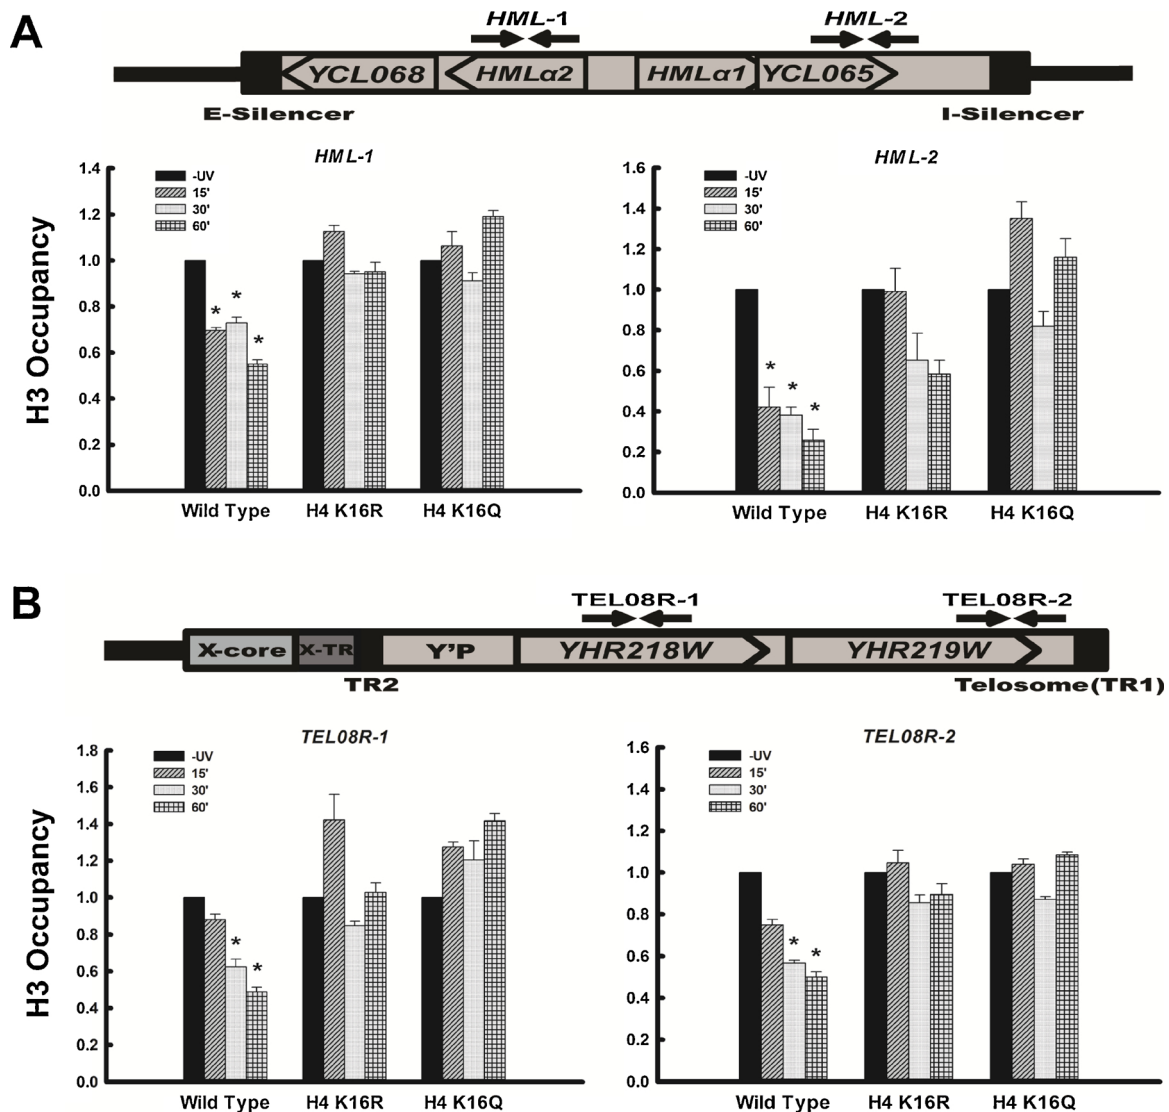 A
HML-1
HML-2
YCL068
HMLα2
HMLα1
YCL065
E-Silencer
I-Silencer
HML-1
HML-2
H3 Occupancy
1.4
1.2
1.0
0.8
0.6
0.4
0.2
0.0
-UV
15'
30'
60'
*
*
*
Wild Type
H4 K16R
H4 K16Q
1.6
1.4
1.2
1.0
0.8
0.6
0.4
0.2
0.0
-UV
15'
30'
60'
*
*
*
Wild Type
H4 K16R
H4 K16Q
B
TEL08R-1
TEL08R-2
X-core
X-TR
Y'P
YHR218W
YHR219W
TR2
Telosome(TR1)
TEL08R-1
TEL08R-2
H3 Occupancy
1.8
1.6
1.4
1.2
1.0
0.8
0.6
0.4
0.2
0.0
-UV
15'
30'
60'
*
*
Wild Type
H4 K16R
H4 K16Q
1.6
1.4
1.2
1.0
0.8
0.6
0.4
0.2
0.0
-UV
15'
30'
60'
*
*
Wild Type
H4 K16R
H4 K16Q